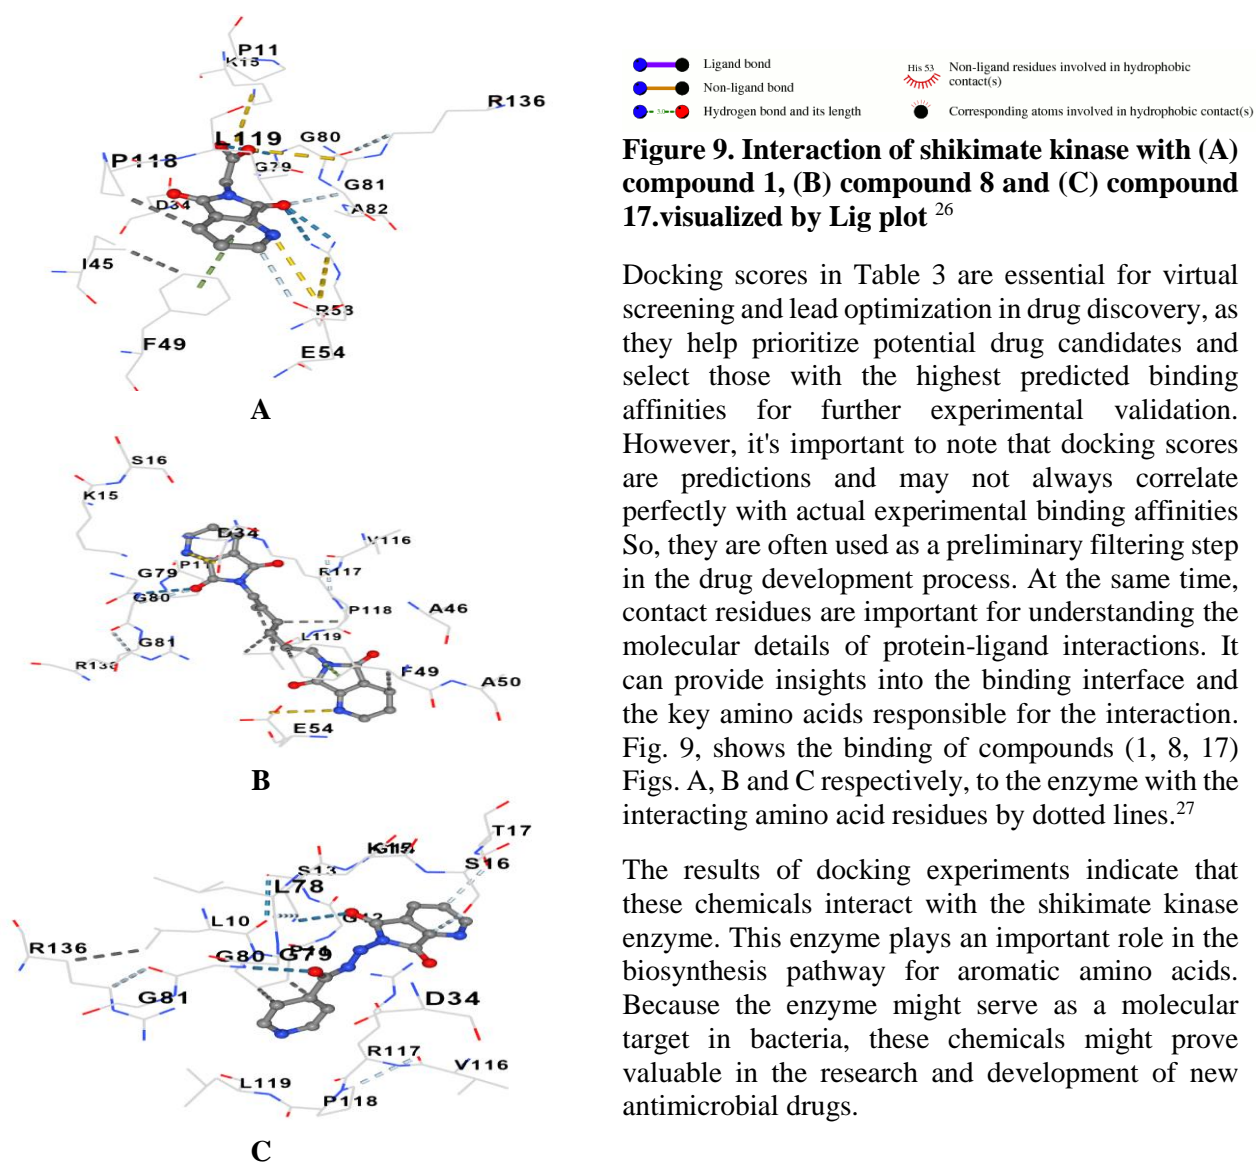 P11
K15
R136
L119
G80
P118
G79
G81
D34
A82
I45
R53
F49
E54
A
S16
K15
D34
V116
G79
R117
G80
P118
A46
G81
L119
F49
A50
E54
B
T17
S16
S13
L78
L10
R136
G80
G79
G81
D34
R117
V116
L119
P118
C
Ligand bond
Non-ligand bond
3.0
Hydrogen bond and its length
His 53
Non-ligand residues involved in hydrophobic
contact(s)
Corresponding atoms involved in hydrophobic contact(s)
Figure 9. Interaction of shikimate kinase with (A)
compound 1, (B) compound 8 and (C) compound
17.visualized by Lig plot 26
Docking scores in Table 3 are essential for virtual
screening and lead optimization in drug discovery, as
they help prioritize potential drug candidates and
select those with the highest predicted binding
affinities for further experimental validation.
However, it's important to note that docking scores
are predictions and may not always correlate
perfectly with actual experimental binding affinities
So, they are often used as a preliminary filtering step
in the drug development process. At the same time,
contact residues are important for understanding the
molecular details of protein-ligand interactions. It
can provide insights into the binding interface and
the key amino acids responsible for the interaction.
Fig. 9, shows the binding of compounds (1, 8, 17)
Figs. A, B and C respectively, to the enzyme with the
interacting amino acid residues by dotted lines.27
The results of docking experiments indicate that
these chemicals interact with the shikimate kinase
enzyme. This enzyme plays an important role in the
biosynthesis pathway for aromatic amino acids.
Because the enzyme might serve as a molecular
target in bacteria, these chemicals might prove
valuable in the research and development of new
antimicrobial drugs.